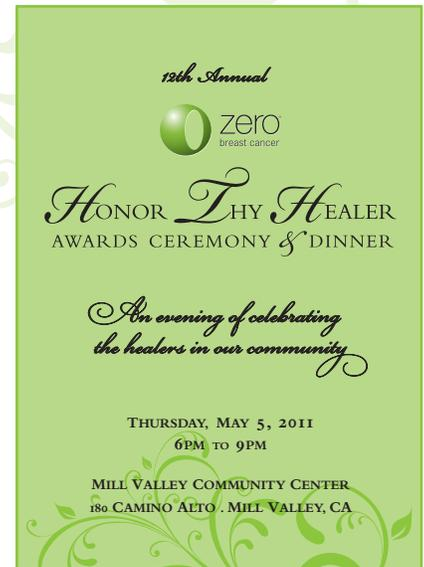 12th Annual
zero
breast cancer
Honor Thy Healer
Awards Ceremony & Dinner
An evening of celebrating
the healers in our community
Thursday, May 5, 2011
6pm to 9pm
Mill Valley Community Center
180 Camino Alto . Mill Valley, CA